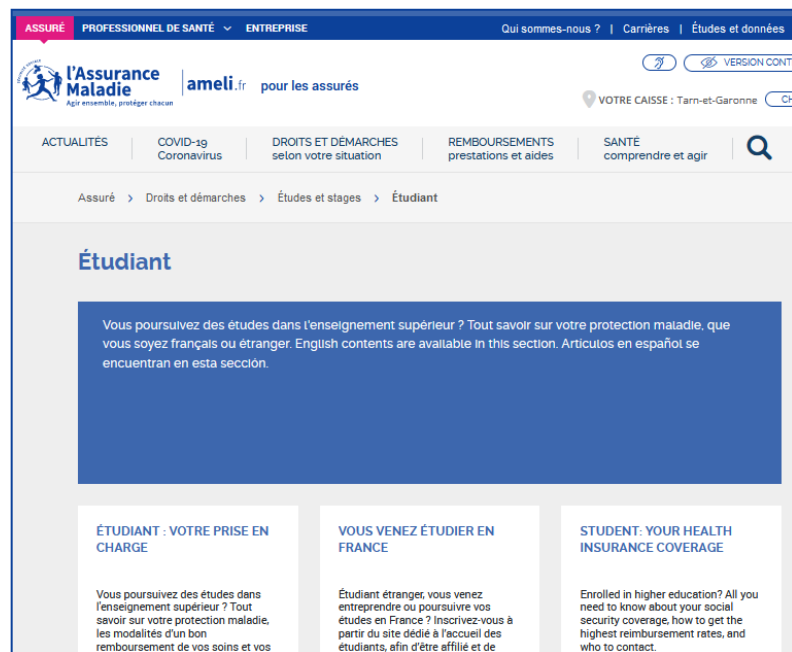 ASSURÉ PROFESSIONNEL DE SANTÉ ENTREPRISE Qui sommes-nous ? | Carrières | Études et données
l'Assurance
Maladie
Agir ensemble, protéger chacun
ameli.fr pour les assurés
VERSION CONT
VOTRE CAISSE : Tarn-et-Garonne CH
ACTUALITÉS
COVID-19
Coronavirus
DROITS ET DÉMARCHES
selon votre situation
REMBOURSEMENTS
prestations et aides
SANTÉ
comprendre et agir
Assuré > Droits et démarches > Études et stages > Étudiant
Étudiant
Vous poursuivez des études dans l'enseignement supérieur ? Tout savoir sur votre protection maladie, que
vous soyez français ou étranger. English contents are available in this section. Artículos en español se
encuentran en esta sección.
ÉTUDIANT : VOTRE PRISE EN
CHARGE
Vous poursuivez des études dans
l'enseignement supérieur ? Tout
savoir sur votre protection maladie,
les modalités d'un bon
remboursement de vos soins et vos
VOUS VENEZ ÉTUDIER EN
FRANCE
Étudiant étranger, vous venez
entreprendre ou poursuivre vos
études en France ? Inscrivez-vous à
partir du site dédié à l'accueil des
étudiants, afin d'être affilié et de
STUDENT: YOUR HEALTH
INSURANCE COVERAGE
Enrolled in higher education? All you
need to know about your social
security coverage, how to get the
highest reimbursement rates, and
who to contact.